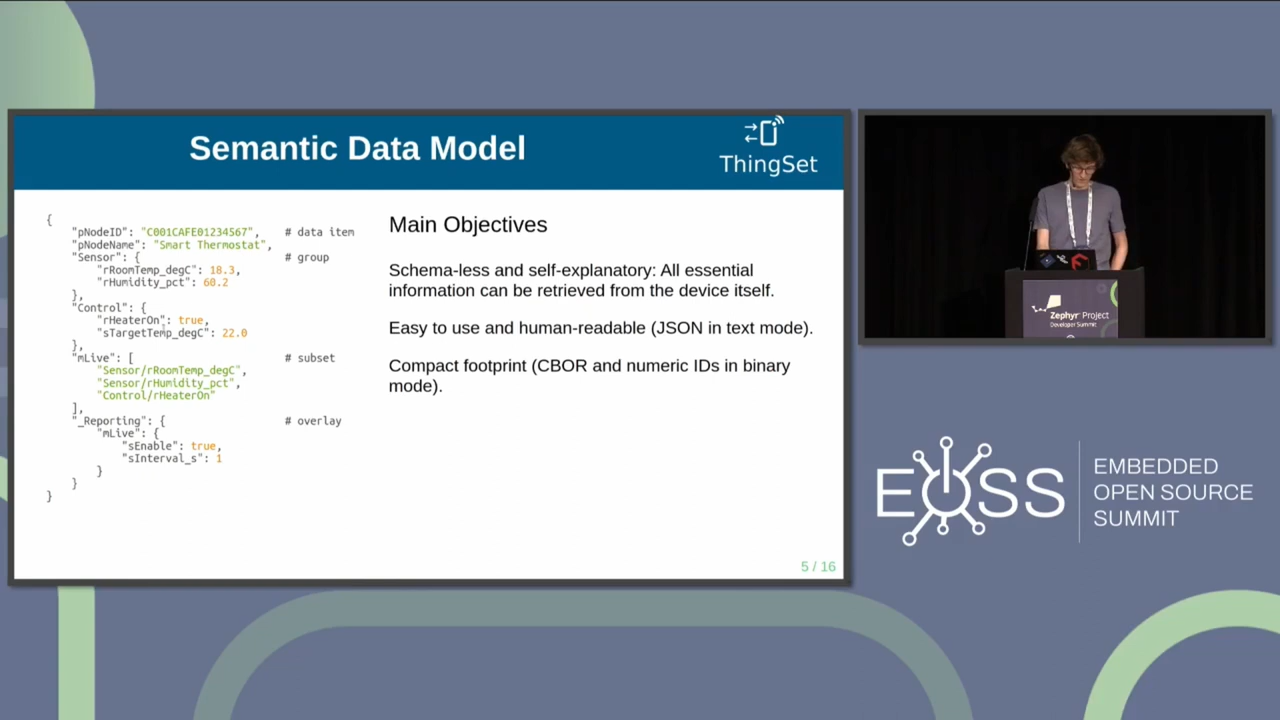 Semantic Data Model
ThingSet
{
"pNodeID": "C001CAFE01234567", # data item
"pNodeName": "Smart Thermostat",
"Sensor": { # group
"rRoomTemp_degC": 18.3,
"rHumidity_pct": 60.2
},
"Control": {
"rHeaterOn": true,
"sTargetTemp_degC": 22.0
},
"mLive": [ # subset
"Sensor/rRoomTemp_degC",
"Sensor/rHumidity_pct",
"Control/rHeaterOn"
],
"_Reporting": { # overlay
"mLive": {
"sEnable": true,
"sInterval_s": 1
}
}
}
Main Objectives
Schema-less and self-explanatory: All essential
information can be retrieved from the device itself.
Easy to use and human-readable (JSON in text mode).
Compact footprint (CBOR and numeric IDs in binary
mode).
5 / 16
Zephyr Project
Developer Summit
EOSS
EMBEDDED
OPEN SOURCE
SUMMIT